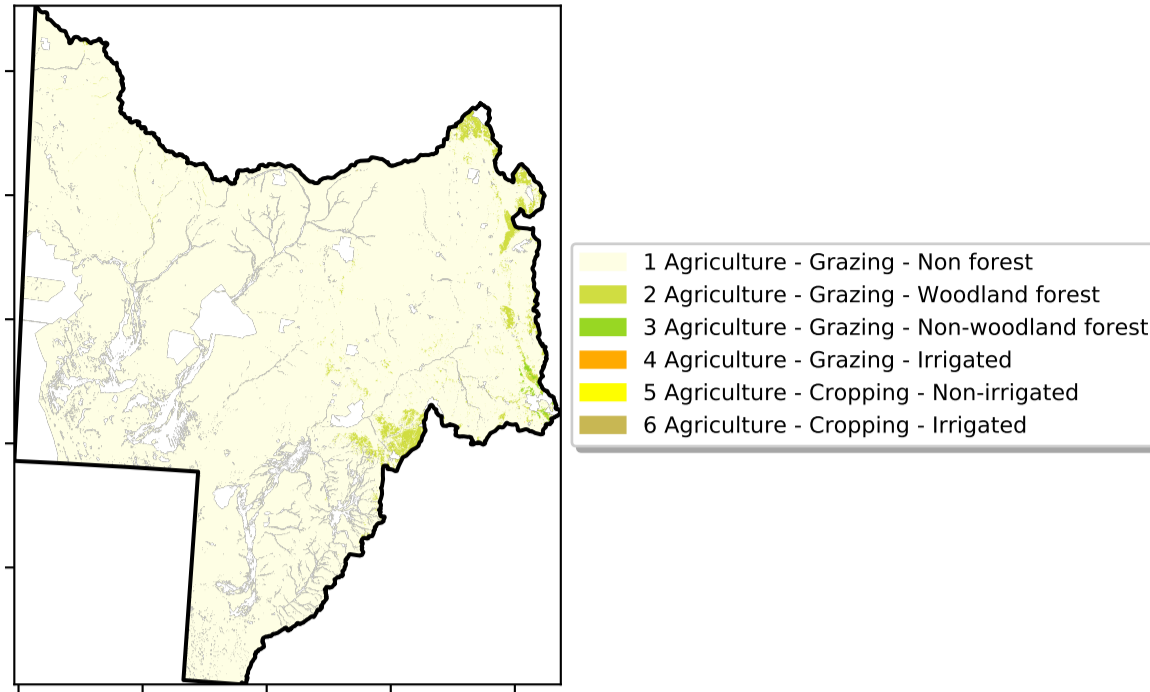 1 Agriculture - Grazing - Non forest
2 Agriculture - Grazing - Woodland forest
3 Agriculture - Grazing - Non-woodland forest
4 Agriculture - Grazing - Irrigated
5 Agriculture - Cropping - Non-irrigated
6 Agriculture - Cropping - Irrigated